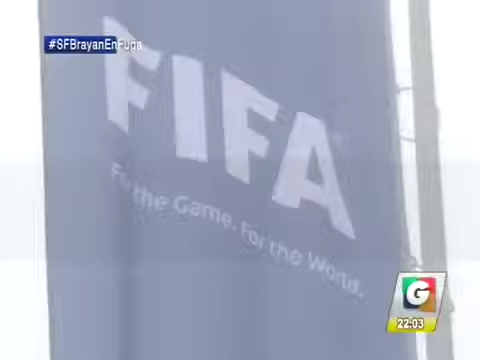 #SFBrayanEnFuga
FIFA
For the Game. For the World.
G
22:03